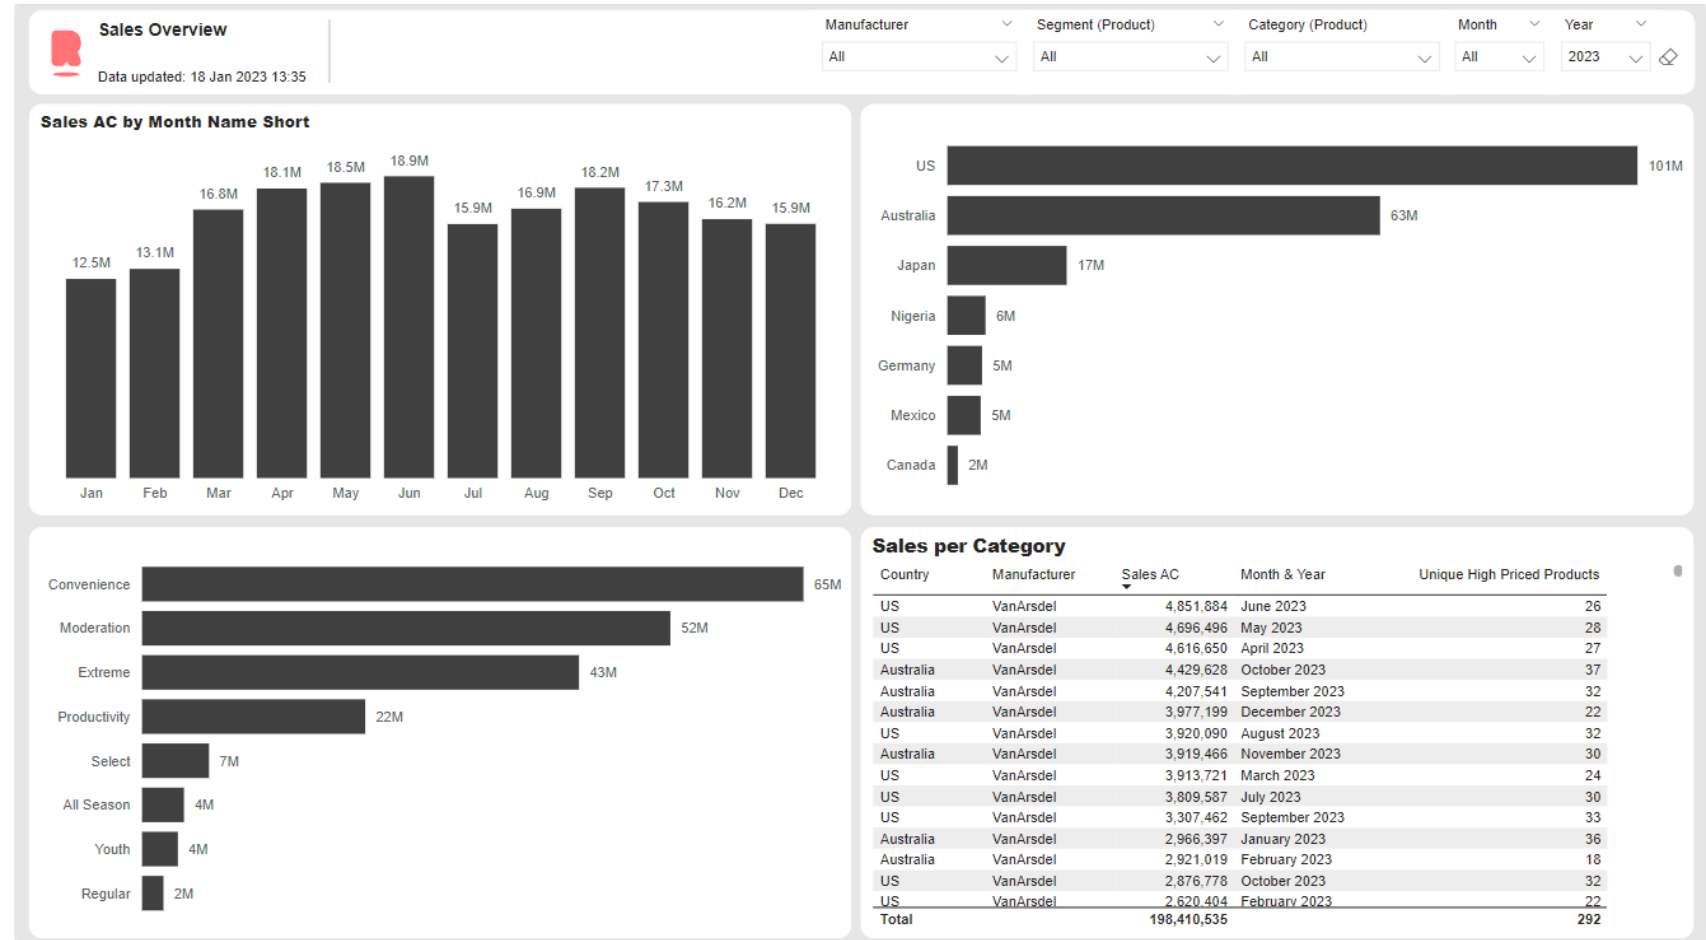 Sales Overview
Data updated: 18 Jan 2023 13:35
Manufacturer
All
Segment (Product)
All
Category (Product)
All
Month
All
Year
2023
Sales AC by Month Name Short
12.5M 13.1M 16.8M 18.1M 18.5M 18.9M 15.9M 16.9M 18.2M 17.3M 16.2M 15.9M
Jan Feb Mar Apr May Jun Jul Aug Sep Oct Nov Dec
US 101M
Australia 63M
Japan 17M
Nigeria 6M
Germany 5M
Mexico 5M
Canada 2M
Convenience 65M
Moderation 52M
Extreme 43M
Productivity 22M
Select 7M
All Season 4M
Youth 4M
Regular 2M
Sales per Category
Country Manufacturer Sales AC Month & Year Unique High Priced Products
US VanArsdel 4,851,884 June 2023 26
US VanArsdel 4,696,496 May 2023 28
US VanArsdel 4,616,650 April 2023 27
Australia VanArsdel 4,429,628 October 2023 37
Australia VanArsdel 4,207,541 September 2023 32
Australia VanArsdel 3,977,199 December 2023 22
US VanArsdel 3,920,090 August 2023 32
Australia VanArsdel 3,919,466 November 2023 30
US VanArsdel 3,913,721 March 2023 24
US VanArsdel 3,809,587 July 2023 30
US VanArsdel 3,307,462 September 2023 33
Australia VanArsdel 2,966,397 January 2023 36
Australia VanArsdel 2,921,019 February 2023 18
US VanArsdel 2,876,778 October 2023 32
US VanArsdel 2,620,404 February 2023 22
Total 198,410,535 292